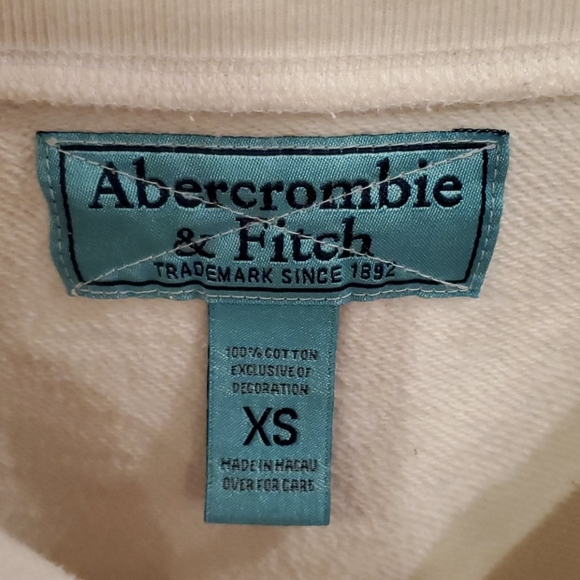 Abercrombie
& Fitch
TRADEMARK SINCE 1892
100% COTTON
EXCLUSIVE OF
DECORATION
XS
MADE IN MACAU
OVER FOR CARE